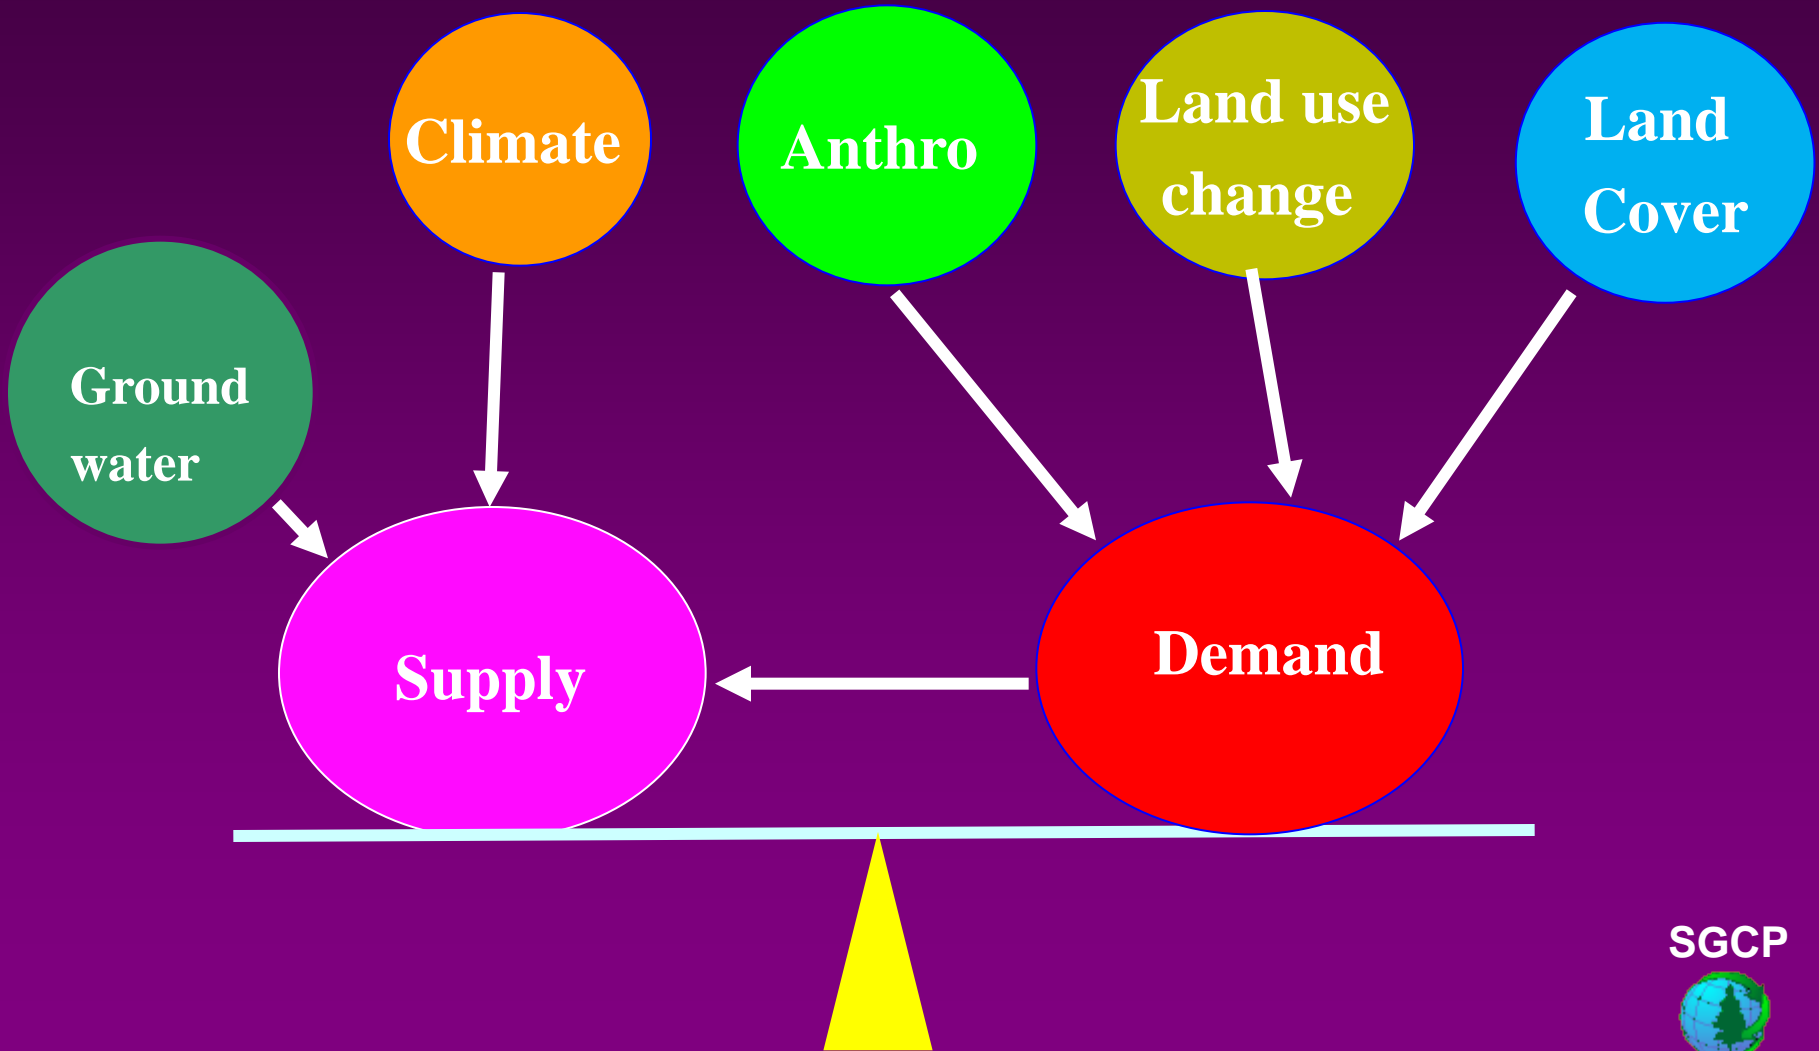 Climate
Anthro
Land use
change
Land
Cover
Ground
water
Supply
Demand
SGCP